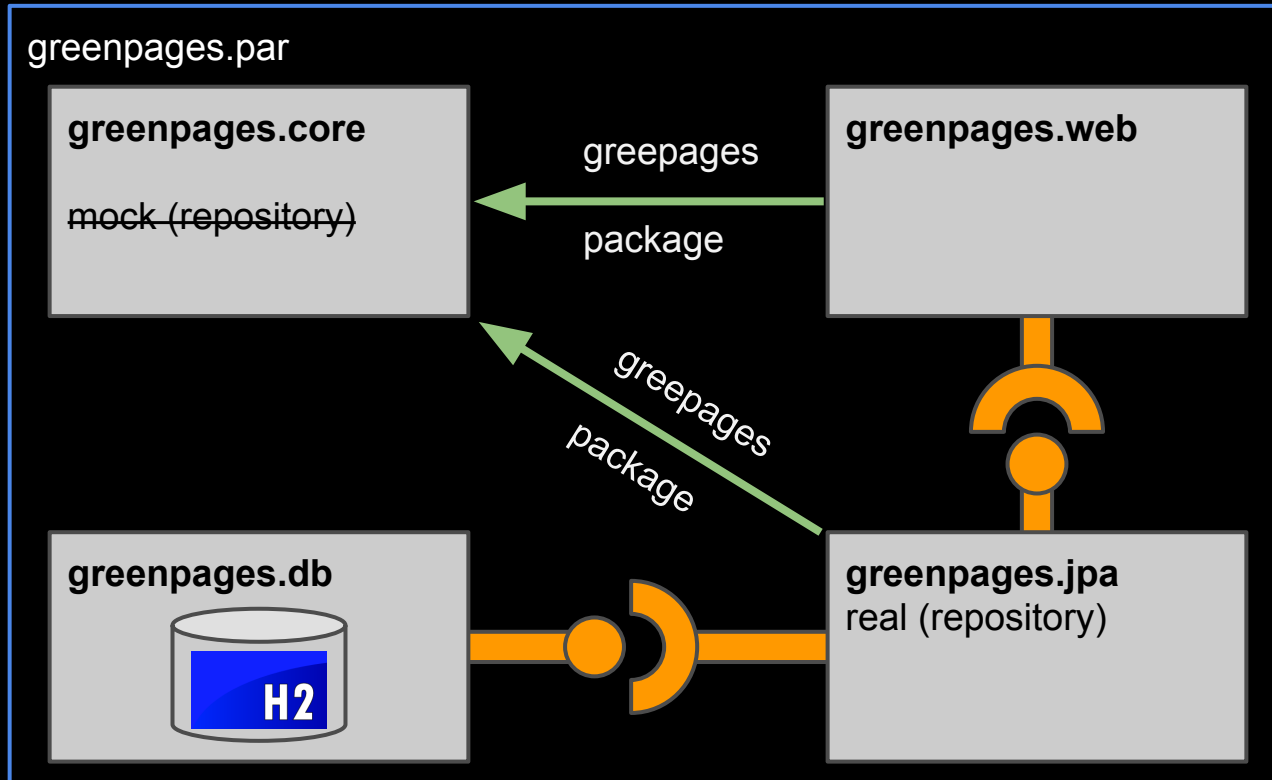 greenpages.par
greenpages.core
mock (repository)
greepages
package
greenpages.web
greepages
package
greenpages.db
H2
greenpages.jpa
real (repository)